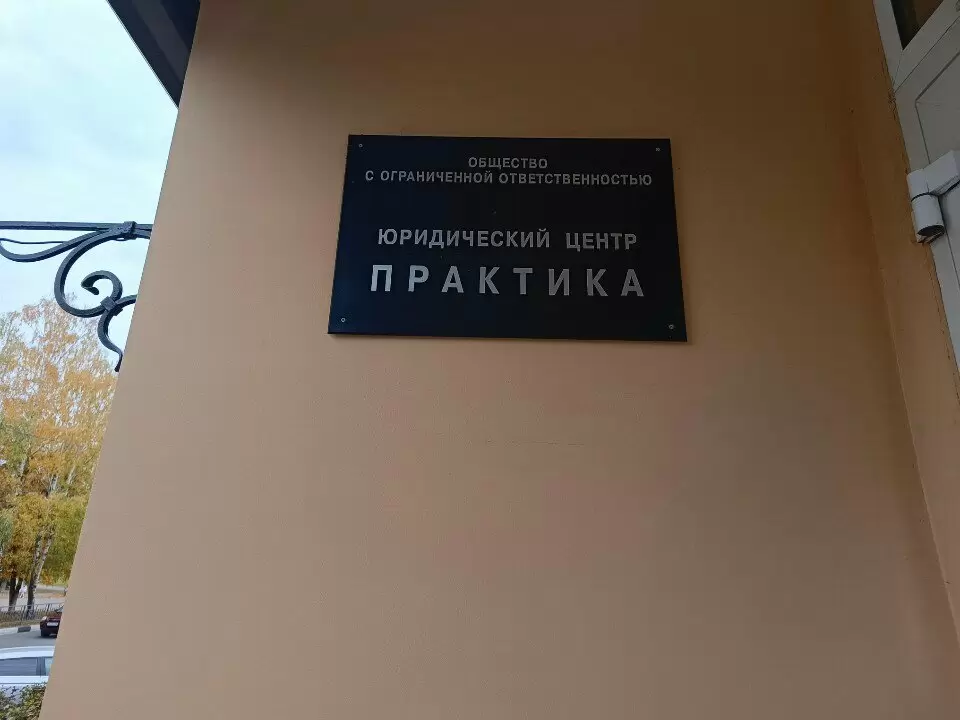 ОБЩЕСТВО
С ОГРАНИЧЕННОЙ ОТВЕТСТВЕННОСТЬЮ
ЮРИДИЧЕСКИЙ ЦЕНТР
ПРАКТИКА